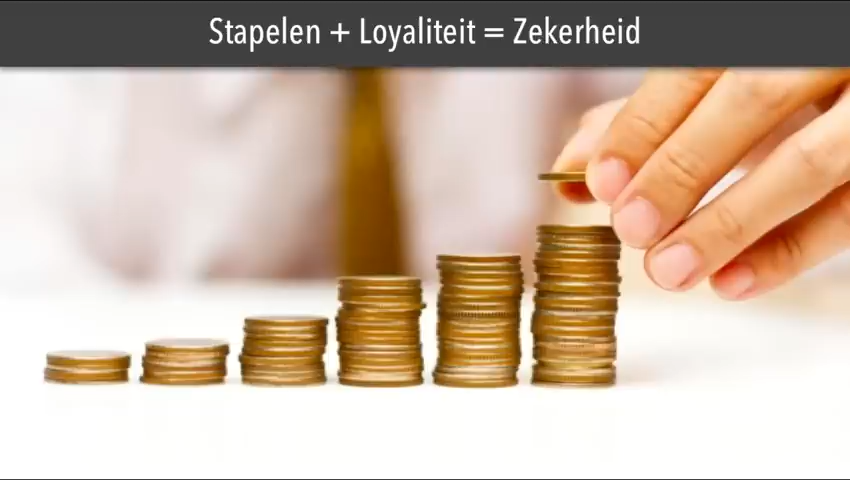 Stapelen + Loyaliteit = Zekerheid